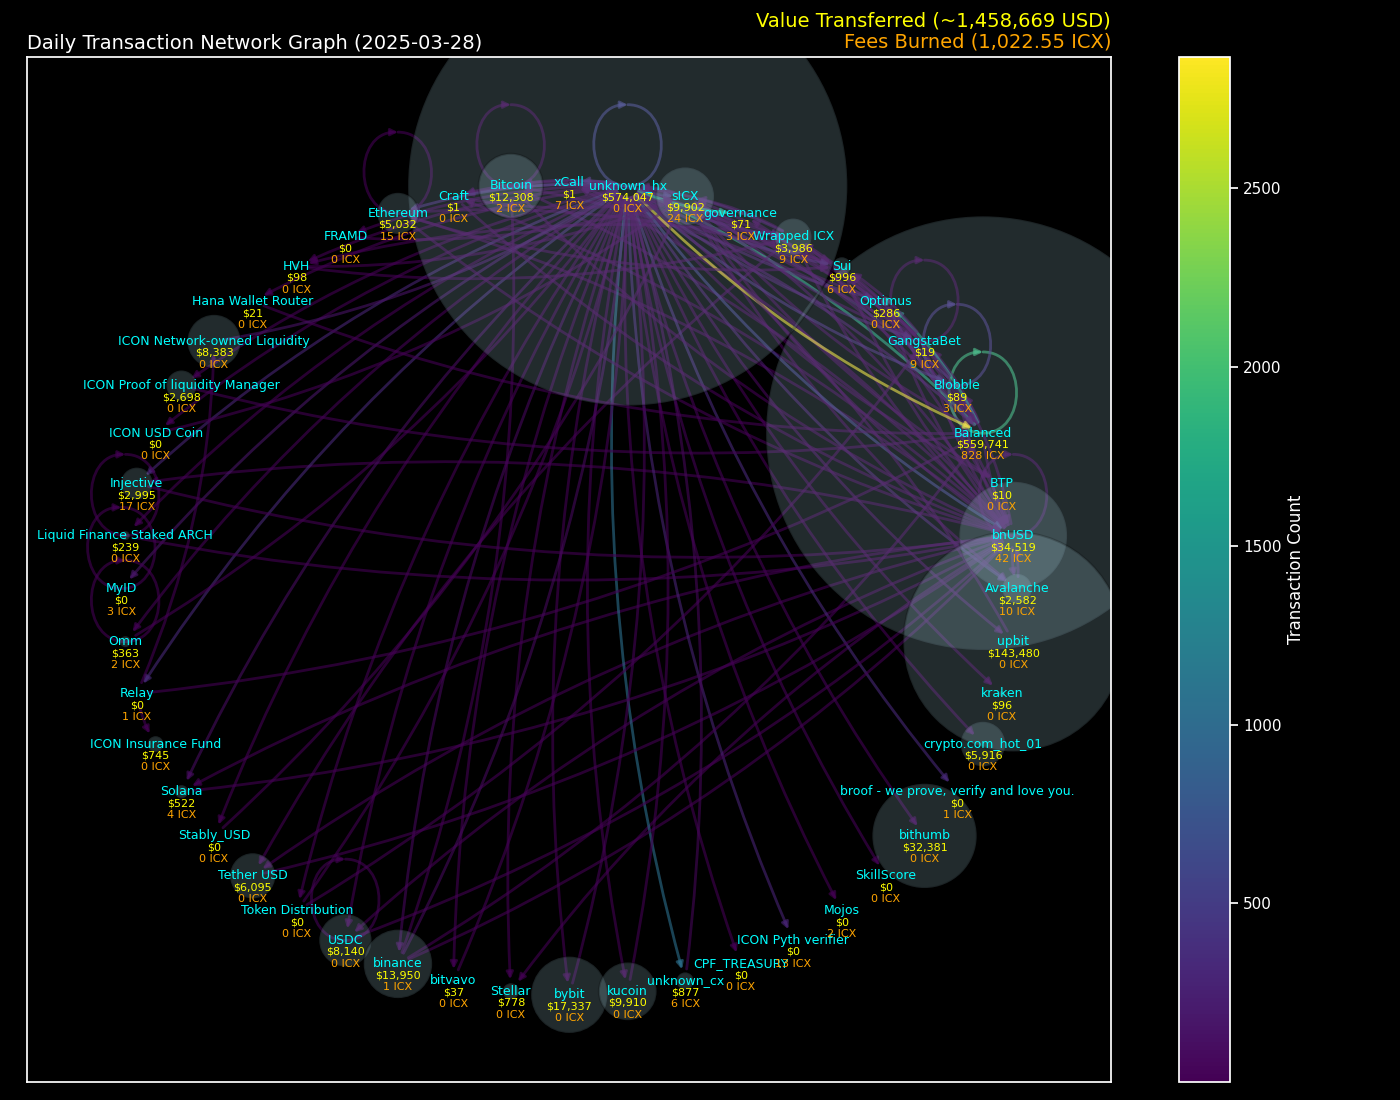 Value Transferred (~1,458,669 USD)
Daily Transaction Network Graph (2025-03-28)
Fees Burned (1,022.55 ICX)
Bitcoin
$12,308
2 ICX
xCall
$1
7 ICX
unknown_hx
$574,047
0 ICX
sICX
$9,902
24 ICX
Craft
$1
0 ICX
governance
$71
3 ICX
Ethereum
$5,032
15 ICX
Wrapped ICX
$3,986
9 ICX
FRAMD
$0
0 ICX
HVH
$98
0 ICX
Sui
$996
6 ICX
Hana Wallet Router
$21
0 ICX
Optimus
$286
0 ICX
ICON Network-owned Liquidity
$8,383
0 ICX
GangstaBet
$19
9 ICX
ICON Proof of liquidity Manager
$2,698
0 ICX
Blobble
$89
3 ICX
ICON USD Coin
$0
0 ICX
Balanced
$559,741
828 ICX
Injective
$2,995
17 ICX
BTP
$10
0 ICX
Liquid Finance Staked ARCH
$239
0 ICX
bnUSD
$34,519
42 ICX
MyID
$0
3 ICX
Avalanche
$2,582
10 ICX
Omm
$363
2 ICX
upbit
$143,480
0 ICX
Relay
$0
1 ICX
kraken
$96
0 ICX
ICON Insurance Fund
$745
0 ICX
crypto.com_hot_01
$5,916
0 ICX
Solana
$522
4 ICX
broof - we prove, verify and love you.
$0
1 ICX
Stably_USD
$0
0 ICX
bithumb
$32,381
0 ICX
Tether USD
$6,095
0 ICX
SkillScore
$0
0 ICX
Token Distribution
$0
0 ICX
Mojos
$0
2 ICX
USDC
$8,140
0 ICX
ICON Pyth verifier
$0
13 ICX
binance
$13,950
1 ICX
CPF_TREASURY
$0
0 ICX
bitvavo
$37
0 ICX
unknown_cx
$877
6 ICX
Stellar
$778
0 ICX
bybit
$17,337
0 ICX
kucoin
$9,910
0 ICX
2500
2000
1500
1000
500
Transaction Count